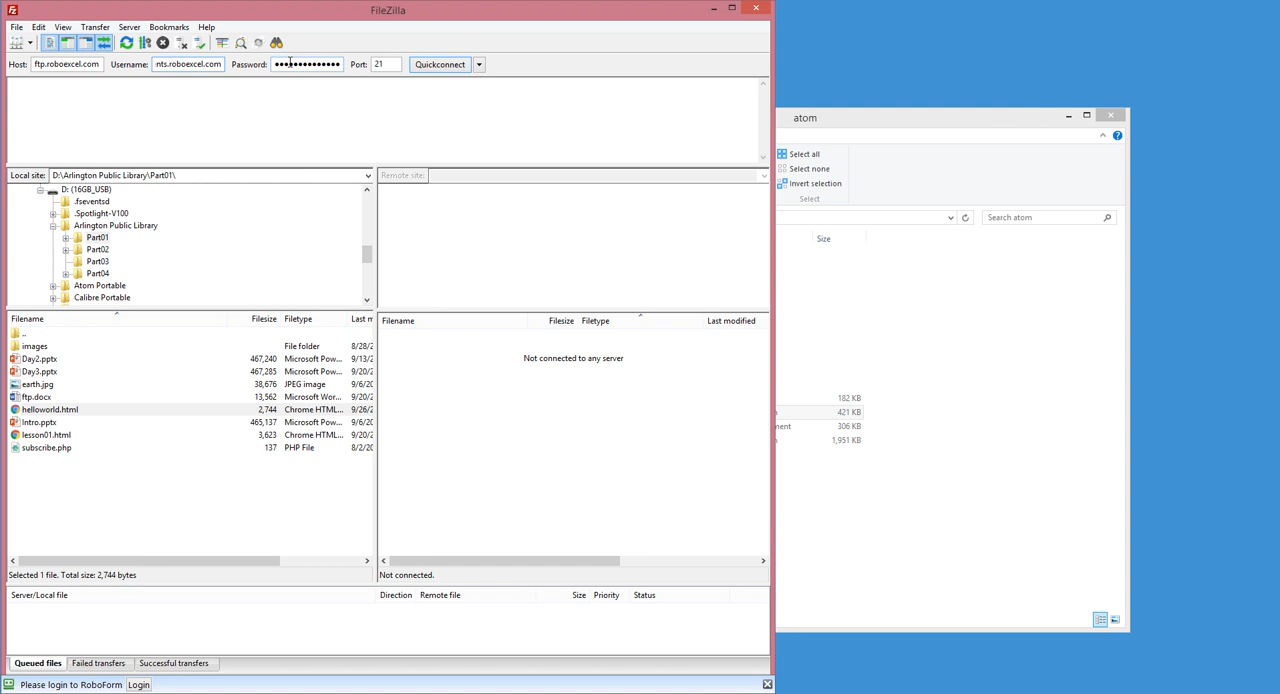 FileZilla
File Edit View Transfer Server Bookmarks Help
Host: ftp.roboexcel.com Username: nts.roboexcel.com Password: •••••••••••••• Port: 21 Quickconnect
Local site: D:\Arlington Public Library\Part01\
Remote site:
D: (16GB_USB)
.fseventsd
.Spotlight-V100
Arlington Public Library
Part01
Part02
Part03
Part04
Atom Portable
Calibre Portable
Filename Filesize Filetype Last m
..
images File folder 8/28/2
Day2.pptx 467,240 Microsoft Pow... 9/13/2
Day3.pptx 467,285 Microsoft Pow... 9/20/2
earth.jpg 38,676 JPEG image 9/6/20
ftp.docx 13,562 Microsoft Wor... 9/20/2
helloworld.html 2,744 Chrome HTML... 9/26/2
Intro.pptx 465,137 Microsoft Pow... 9/6/20
lesson01.html 3,623 Chrome HTML... 9/20/2
subscribe.php 137 PHP File 8/2/20
Selected 1 file. Total size: 2,744 bytes
Filename Filesize Filetype Last modified
Not connected to any server
Not connected.
Server/Local file Direction Remote file Size Priority Status
Queued files Failed transfers Successful transfers
Please login to RoboForm Login
atom
Select all
Select none
Invert selection
Select
Search atom
Size
182 KB
421 KB
ment 306 KB
1,951 KB